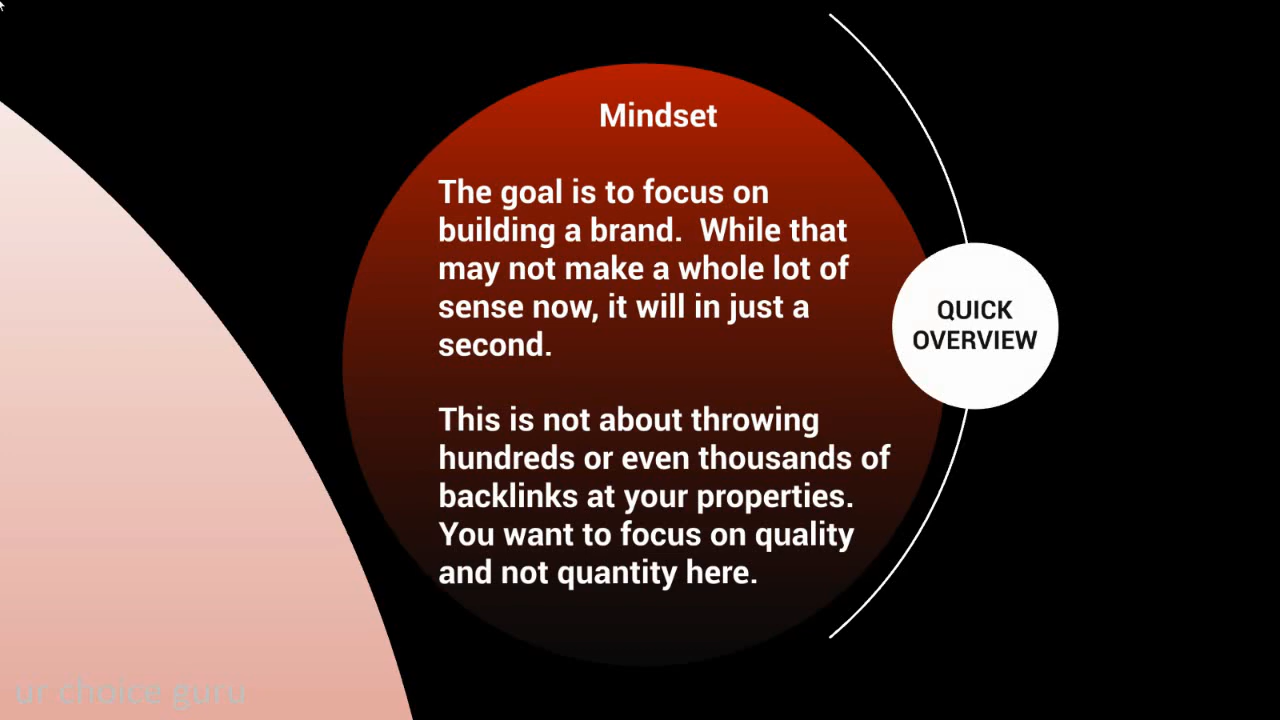 Mindset
The goal is to focus on
building a brand.  While that
may not make a whole lot of
sense now, it will in just a
second.
This is not about throwing
hundreds or even thousands of
backlinks at your properties.
You want to focus on quality
and not quantity here.
QUICK
OVERVIEW
ur choice guru